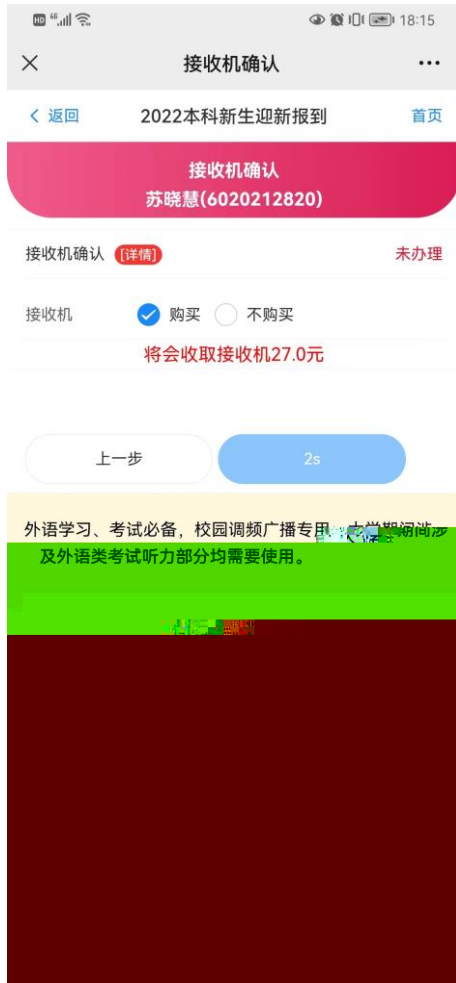 HD 46 18:15
接收机确认
返回 2022本科新生迎新报到 首页
接收机确认
苏晓慧(6020212820)
接收机确认 [详情] 未办理
接收机 购买 不购买
将会收取接收机27.0元
上一步 2s
外语学习、考试必备，校园调频广播专用
及外语类考试听力部分均需要使用。